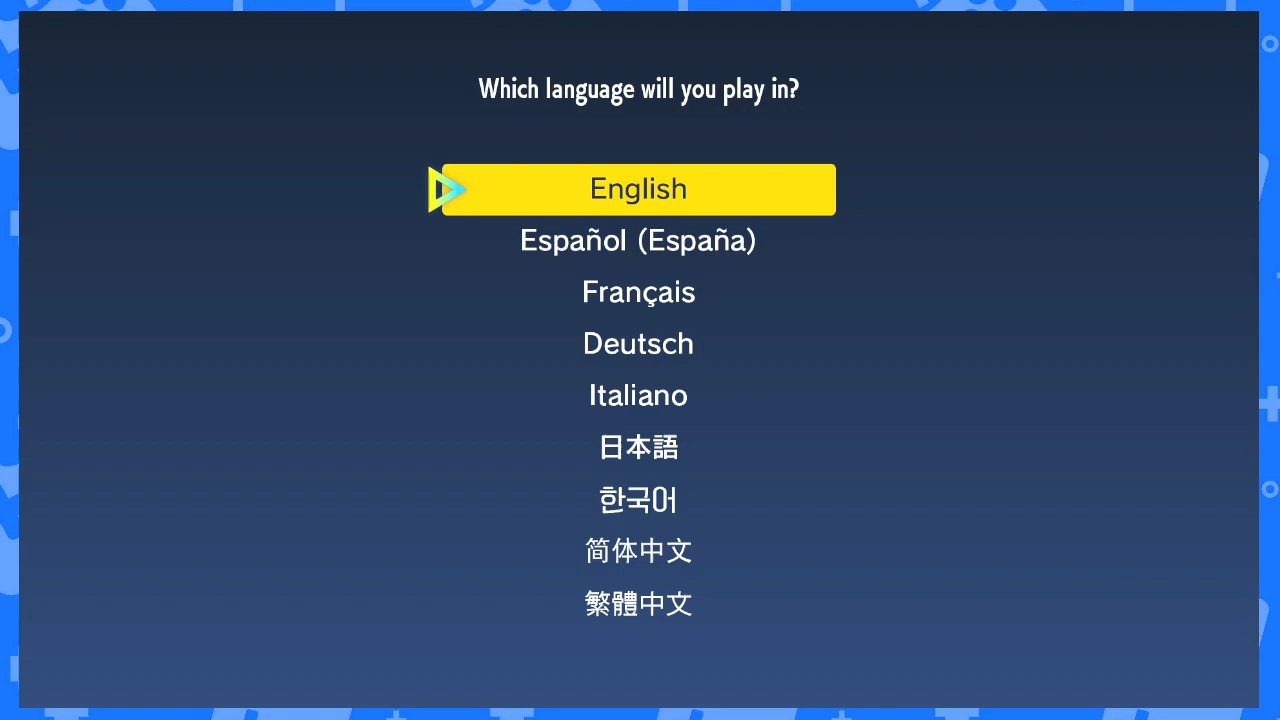 Which language will you play in?
English
Español (España)
Français
Deutsch
Italiano
日本語
한국어
简体中文
繁體中文